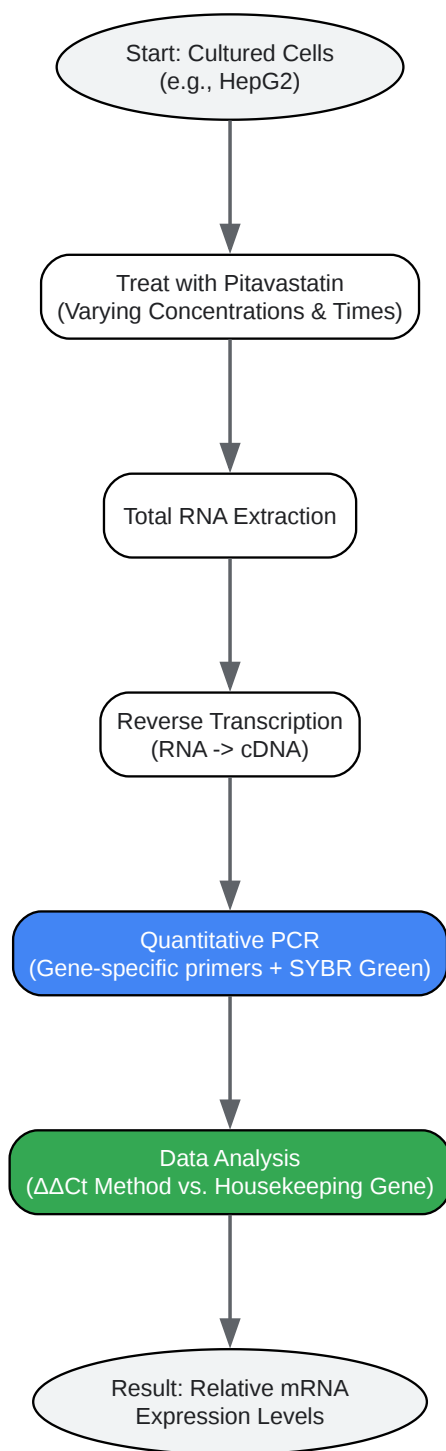 Start: Cultured Cells
(e.g., HepG2)
Treat with Pitavastatin
(Varying Concentrations & Times)
Total RNA Extraction
Reverse Transcription
(RNA -> cDNA)
Quantitative PCR
(Gene-specific primers + SYBR Green)
Data Analysis
(ΔΔCt Method vs. Housekeeping Gene)
Result: Relative mRNA
Expression Levels